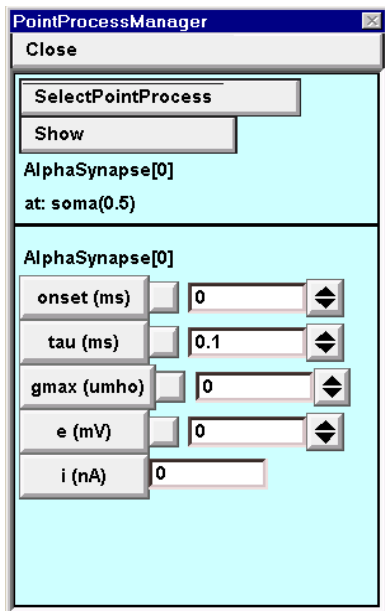 PointProcessManager
Close
SelectPointProcess
Show
AlphaSynapse[0]
at: soma(0.5)
AlphaSynapse[0]
onset (ms) 0
tau (ms) 0.1
gmax (umho) 0
e (mV) 0
i (nA) 0